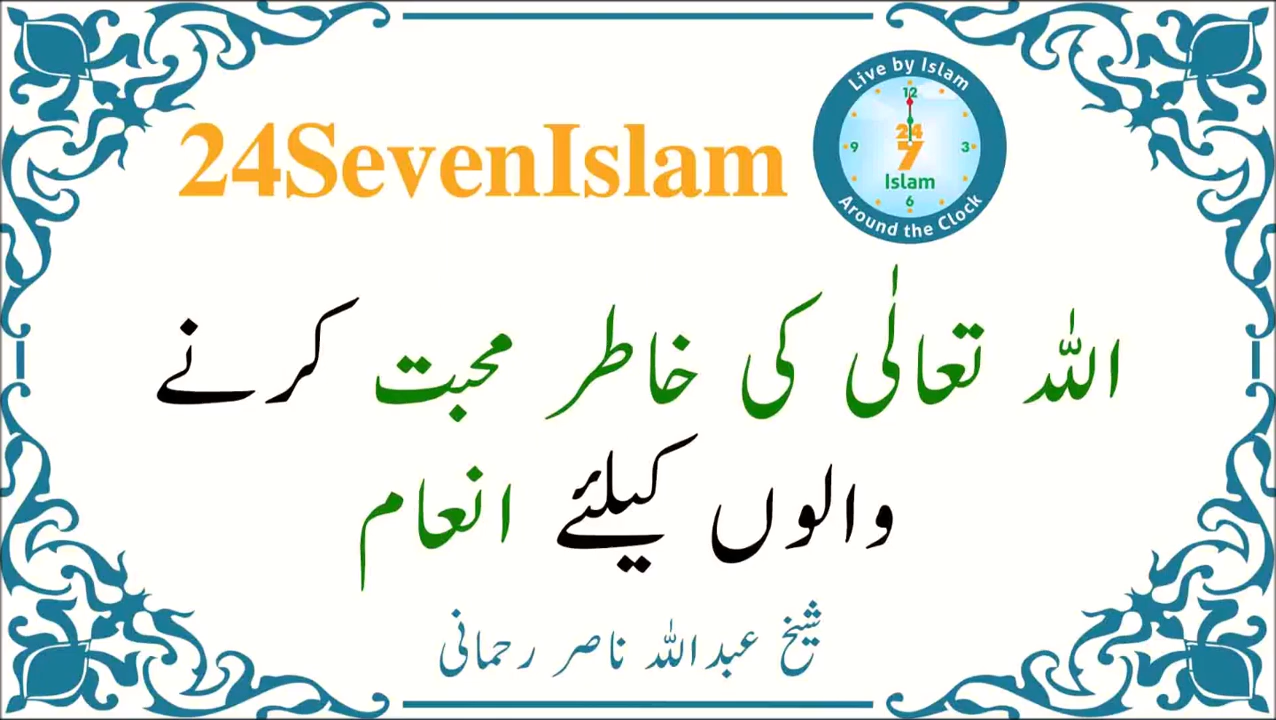 24SevenIslam
Live by Islam
12
24
7
9
3
Islam
6
Around the Clock
اللہ تعالٰی کی خاطر محبت کرنے
والوں کیلئے انعام
شیخ عبداللہ ناصر رحمانی